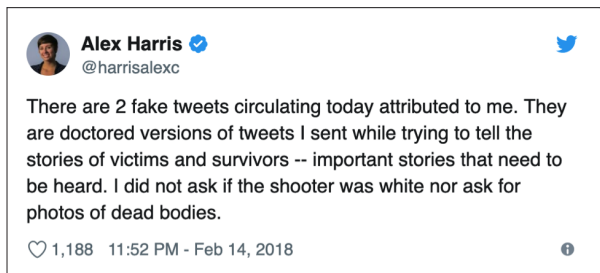 Alex Harris
@harrisalexc
There are 2 fake tweets circulating today attributed to me. They
are doctored versions of tweets I sent while trying to tell the
stories of victims and survivors -- important stories that need to
be heard. I did not ask if the shooter was white nor ask for
photos of dead bodies.
1,188 11:52 PM - Feb 14, 2018